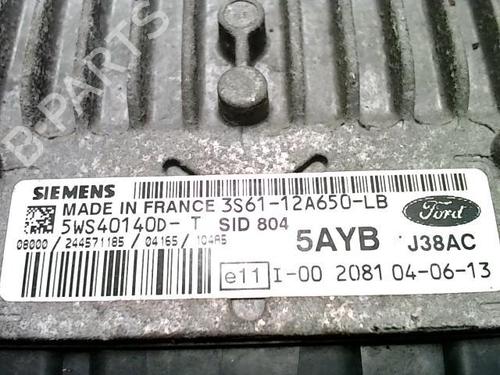 B-PARTS
SIEMENS
MADE IN FRANCE 3S61-12A650-LB
5WS40140D- T SID 804
Ford
08000 / 244571185 / 04165 / 104A5
5AYB J38AC
e11 I-00 2081 04-06-13